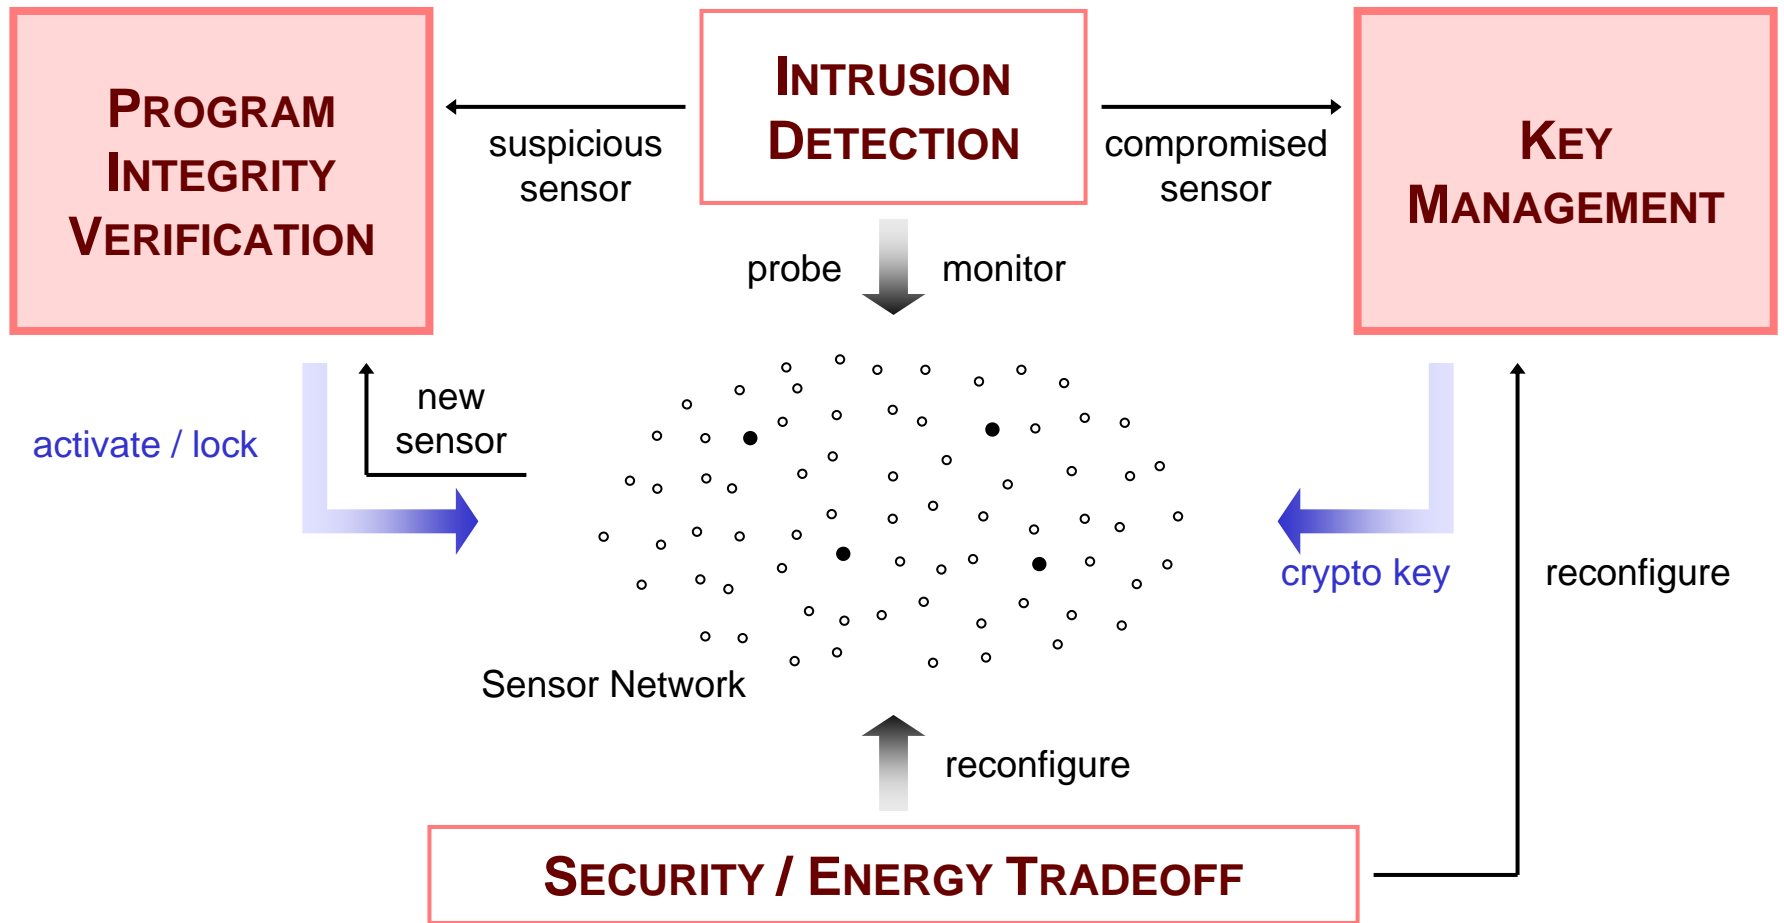 PROGRAM
INTEGRITY
VERIFICATION
INTRUSION
DETECTION
KEY
MANAGEMENT
suspicious
sensor
compromised
sensor
probe
monitor
new
sensor
activate / lock
crypto key
reconfigure
Sensor Network
reconfigure
SECURITY / ENERGY TRADEOFF